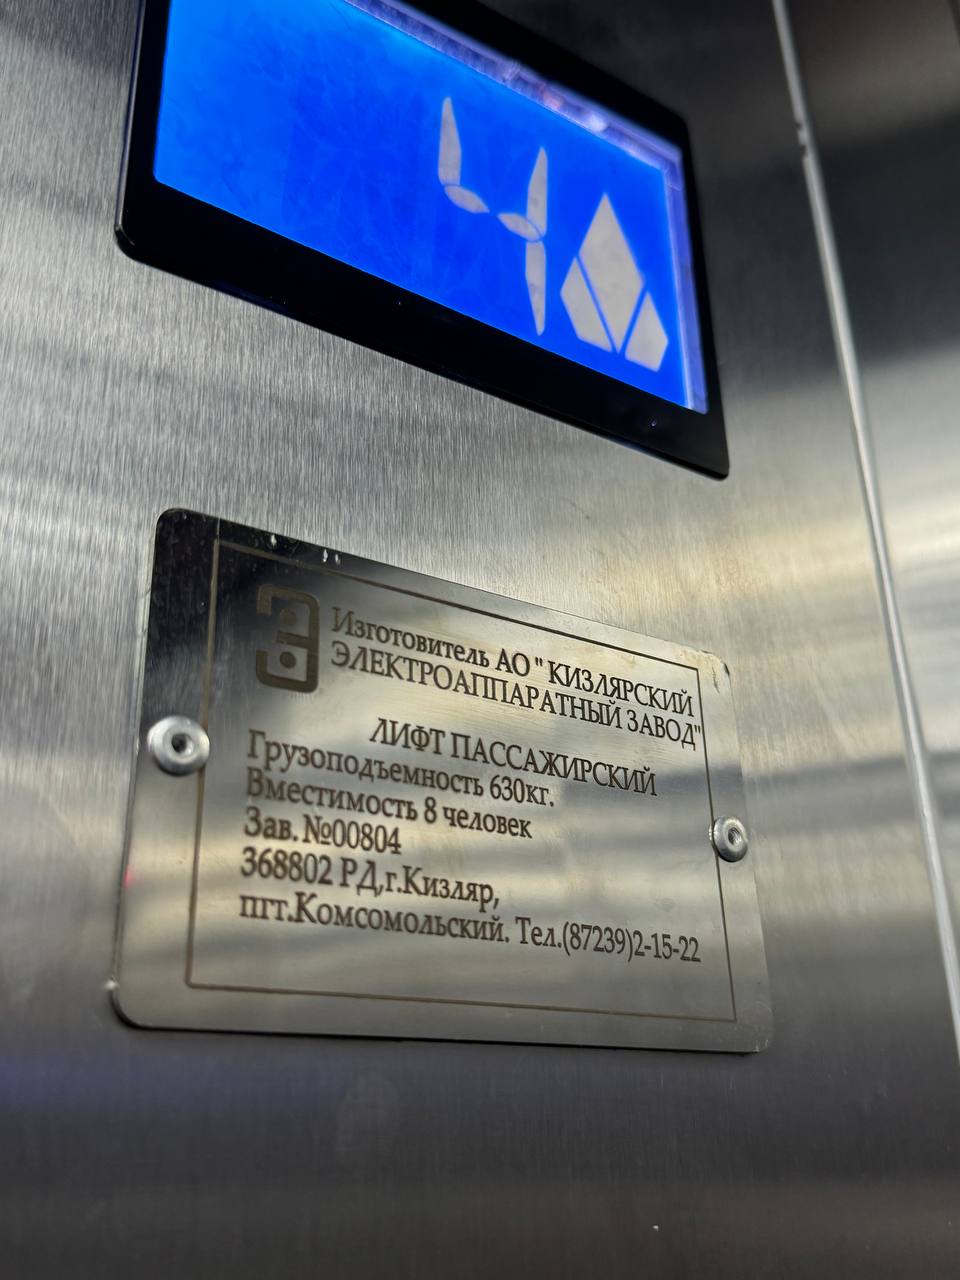 4
Изготовитель АО " КИЗЛЯРСКИЙ
ЭЛЕКТРОАППАРАТНЫЙ ЗАВОД"
ЛИФТ ПАССАЖИРСКИЙ
Грузоподъемность 630кг.
Вместимость 8 человек
Зав. №00804
368802 РД,г.Кизляр,
пгт.Комсомольский. Тел.(87239)2-15-22